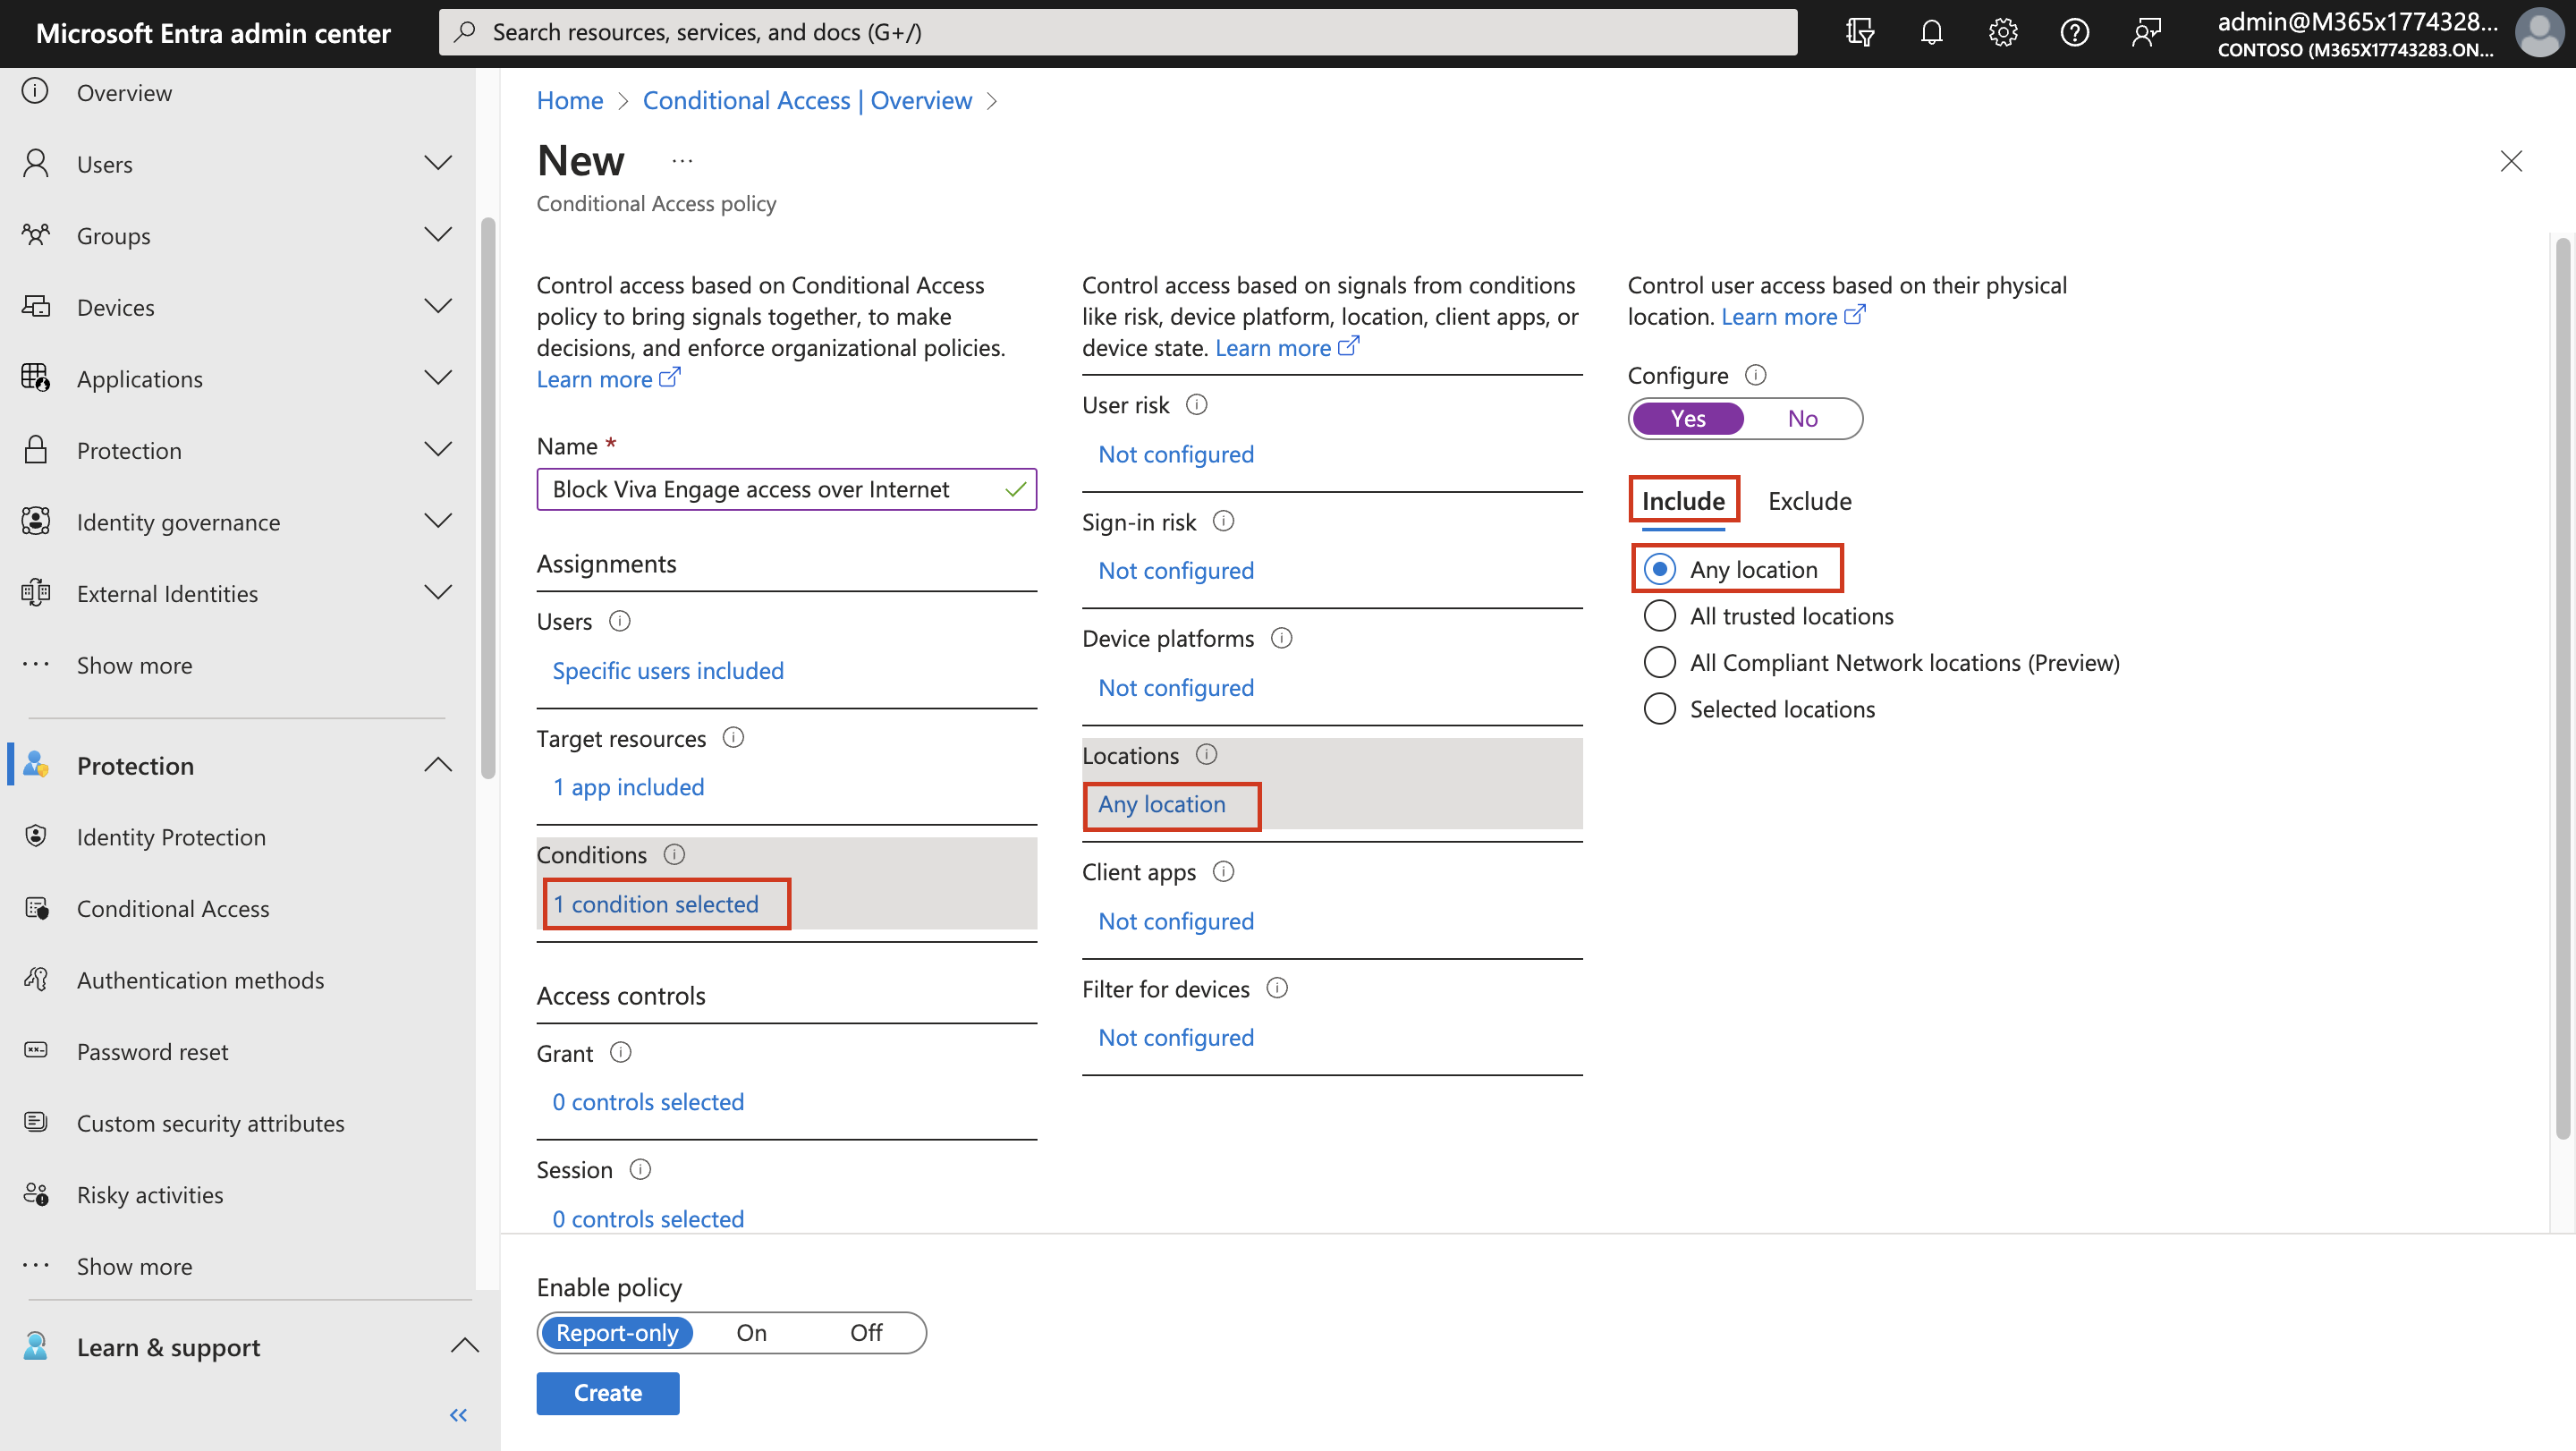 Microsoft Entra admin center
Search resources, services, and docs (G+/)
admin@M365x1774328...
CONTOSO (M365X17743283.ON...
Overview
Users
Groups
Devices
Applications
Protection
Identity governance
External Identities
Show more
Protection
Identity Protection
Conditional Access
Authentication methods
Password reset
Custom security attributes
Risky activities
Show more
Learn & support
Home
Conditional Access | Overview
New
...
Conditional Access policy
Control access based on Conditional Access
policy to bring signals together, to make
decisions, and enforce organizational policies.
Learn more
Name *
Block Viva Engage access over Internet
Assignments
Users
Specific users included
Target resources
1 app included
Conditions
1 condition selected
Access controls
Grant
0 controls selected
Session
0 controls selected
Control access based on signals from conditions
like risk, device platform, location, client apps, or
device state. Learn more
User risk
Not configured
Sign-in risk
Not configured
Device platforms
Not configured
Locations
Any location
Client apps
Not configured
Filter for devices
Not configured
Control user access based on their physical
location. Learn more
Configure
Yes No
Include Exclude
Any location
All trusted locations
All Compliant Network locations (Preview)
Selected locations
Enable policy
Report-only On Off
Create